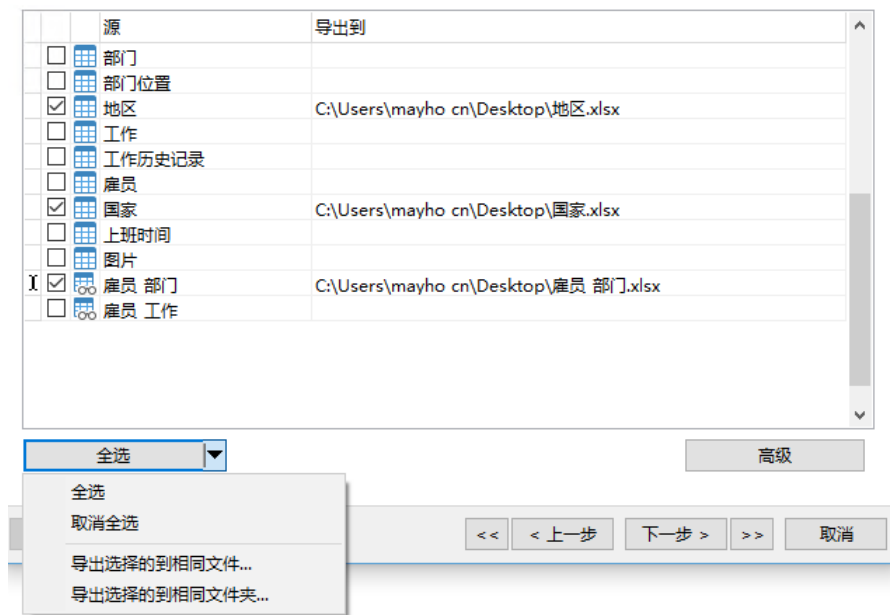 源 导出到
部门
部门位置
地区 C:\Users\mayho cn\Desktop\地区.xlsx
工作
工作历史记录
雇员
国家 C:\Users\mayho cn\Desktop\国家.xlsx
上班时间
图片
雇员 部门 C:\Users\mayho cn\Desktop\雇员 部门.xlsx
雇员 工作
全选 高级
全选
取消全选
<< < 上一步 下一步 > >> 取消
导出选择的到相同文件...
导出选择的到相同文件夹...